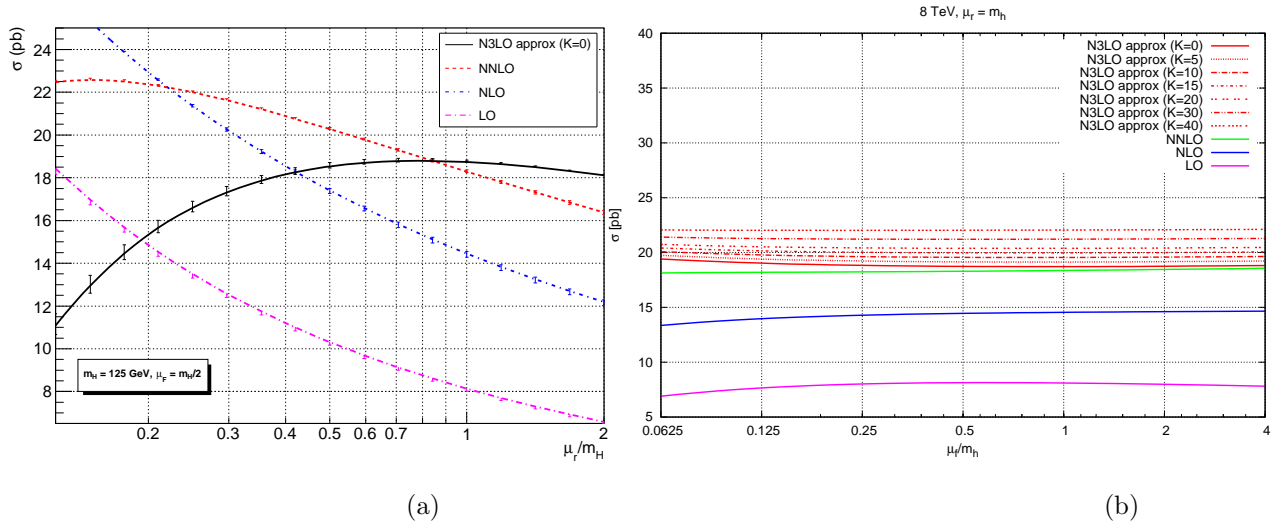 σ (pb)
24
22
20
18
16
14
12
10
8
N3LO approx (K=0)
NNLO
NLO
LO
m_H = 125 GeV, μ_F = m_H/2
0.2 0.3 0.4 0.5 0.6 0.7 1 2
μ_r/m_H
(a)
8 TeV, μ_r = m_h
σ [pb]
40
35
30
25
20
15
10
5
N3LO approx (K=0)
N3LO approx (K=5)
N3LO approx (K=10)
N3LO approx (K=15)
N3LO approx (K=20)
N3LO approx (K=30)
N3LO approx (K=40)
NNLO
NLO
LO
0.0625 0.125 0.25 0.5 1 2 4
μ_f/m_h
(b)